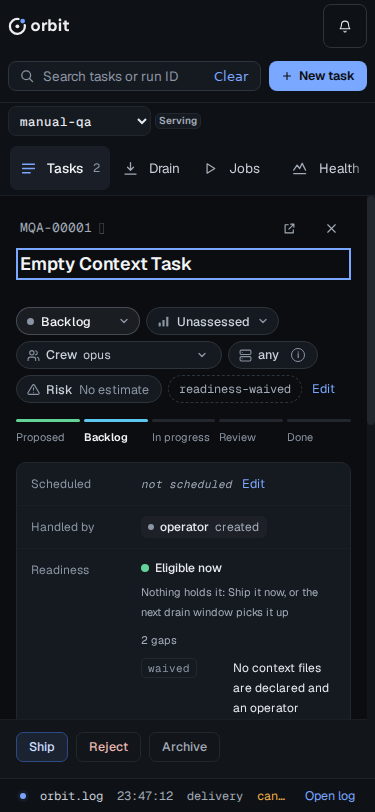 orbit
Search tasks or run ID Clear
+ New task
manual-qa Serving
Tasks 2 Drain Jobs Health
MQA-00001
Empty Context Task
Backlog Unassessed
Crew opus any
Risk No estimate readiness-waived Edit
Proposed Backlog In progress Review Done
Scheduled not scheduled Edit
Handled by operator created
Readiness Eligible now
Nothing holds it: Ship it now, or the
next drain window picks it up
2 gaps
waived No context files
are declared and
an operator
Ship Reject Archive
orbit.log 23:47:12 delivery can… Open log